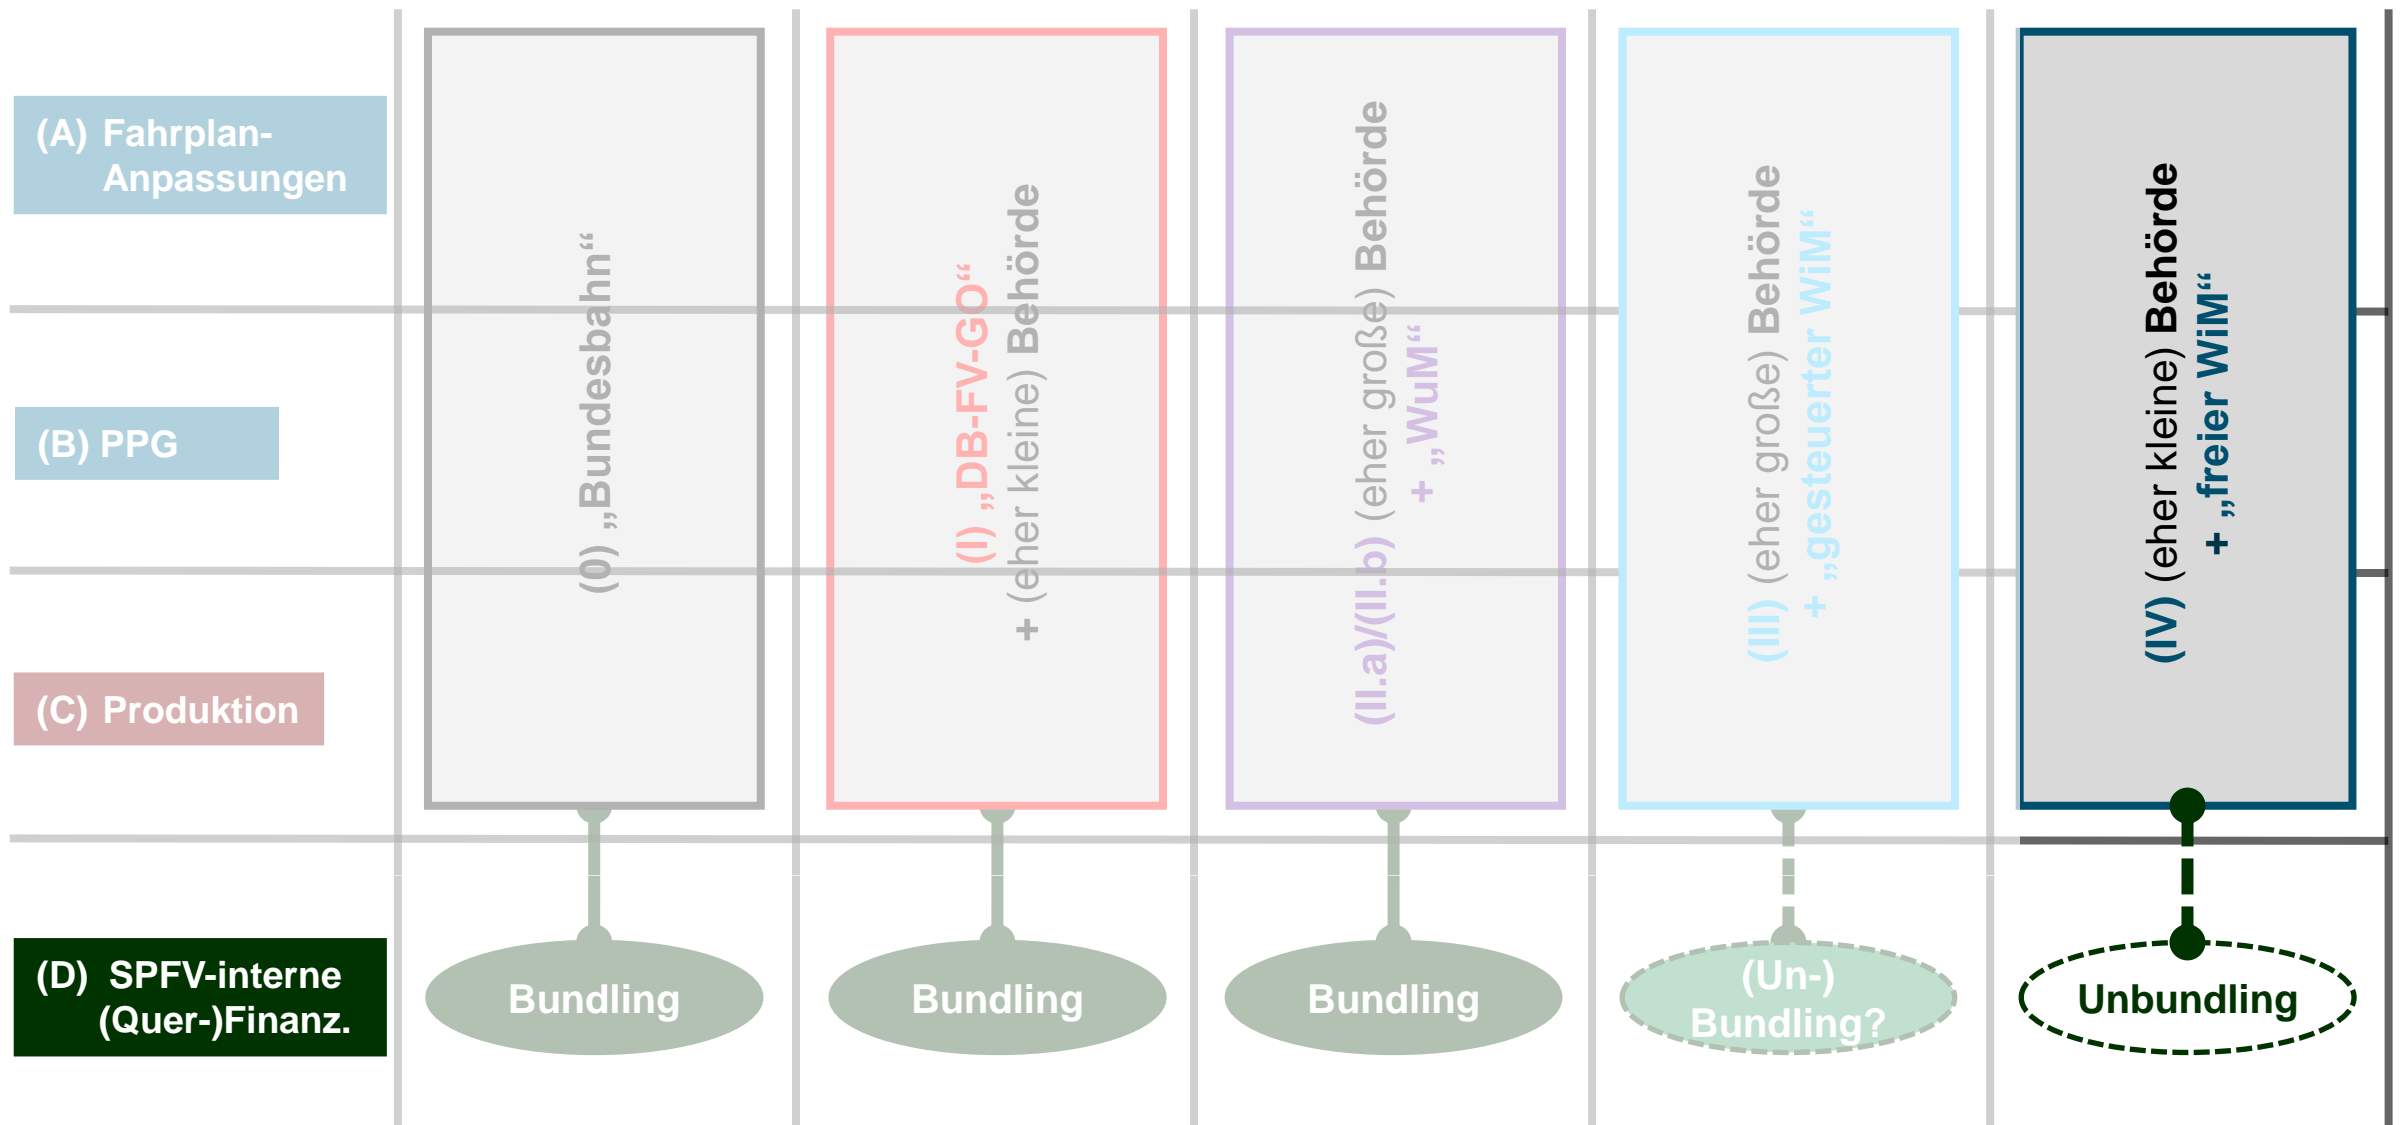 (A) Fahrplan-
Anpassungen
(B) PPG
(C) Produktion
(D) SPFV-interne
(Quer-)Finanz.
(0) „Bundesbahn“
(I) „DB-FV-GO“
+ (eher kleine) Behörde
(II.a)/(II.b) (eher große) Behörde
+ „WuM“
(III) (eher große) Behörde
+ „gesteuerter WiM“
(IV) (eher kleine) Behörde
+ „freier WiM“
Bundling
Bundling
Bundling
(Un-)
Bundling?
Unbundling